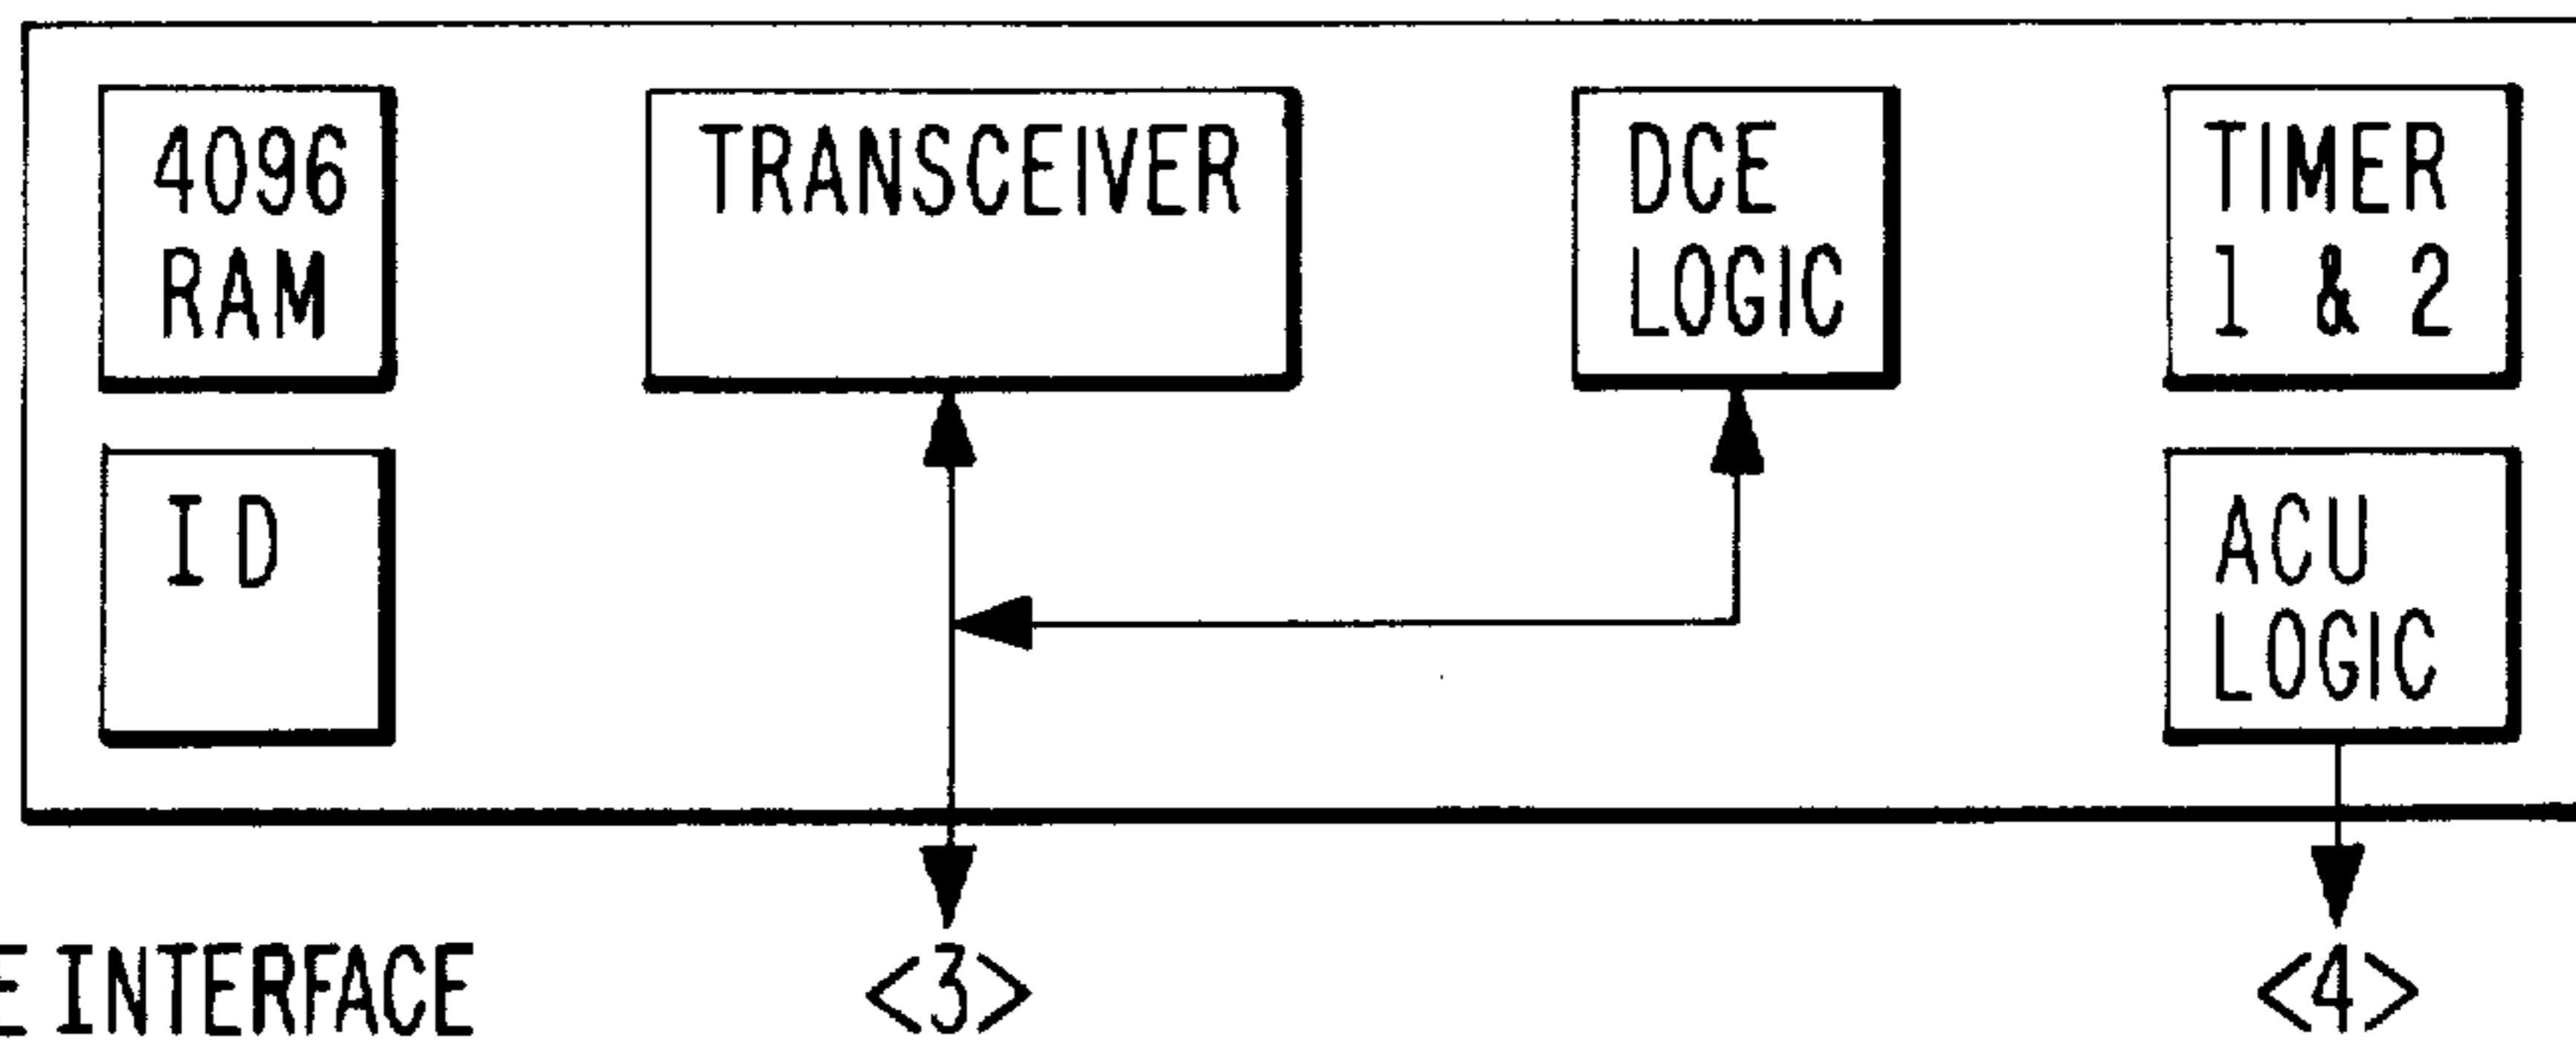 4096
RAM
TRANSCEIVER
DCE
LOGIC
TIMER
1 & 2
ID
ACU
LOGIC
E INTERFACE
<3>
<4>